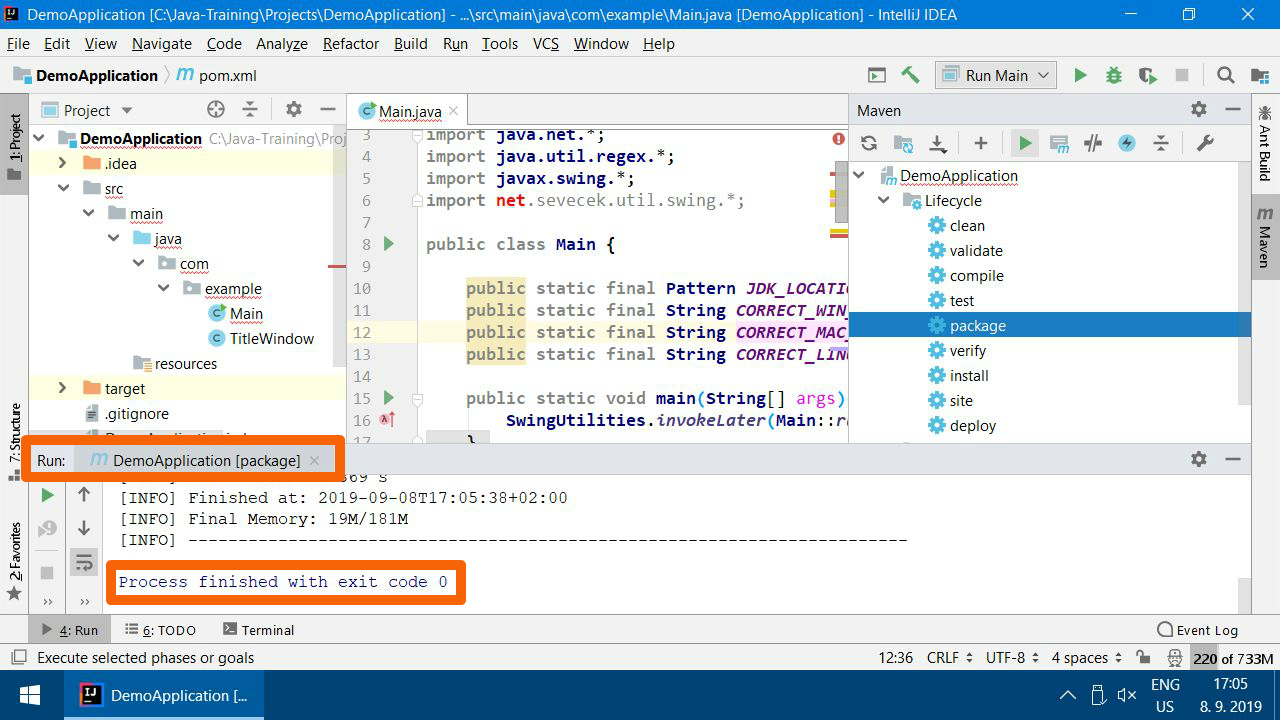 DemoApplication [C:\Java-Training\Projects\DemoApplication] - ...\src\main\java\com\example\Main.java [DemoApplication] - IntelliJ IDEA
File Edit View Navigate Code Analyze Refactor Build Run Tools VCS Window Help
DemoApplication pom.xml
Run Main
1: Project
7: Structure
2: Favorites
Project
DemoApplication C:\Java-Training\Proj
.idea
src
main
java
com
example
Main
TitleWindow
resources
target
.gitignore
Main.java
3 import java.net.*;
4 import java.util.regex.*;
5 import javax.swing.*;
6 import net.sevecek.util.swing.*;
7
8 public class Main {
9
10 public static final Pattern JDK_LOCATIO
11 public static final String CORRECT_WIN_
12 public static final String CORRECT_MAC_
13 public static final String CORRECT_LINU
14
15 public static void main(String[] args)
16 SwingUtilities.invokeLater(Main::r
17 }
Maven
DemoApplication
Lifecycle
clean
validate
compile
test
package
verify
install
site
deploy
Ant Build
Maven
Run: DemoApplication [package]
[INFO] Finished at: 2019-09-08T17:05:38+02:00
[INFO] Final Memory: 19M/181M
[INFO] ------------------------------------------------------------------------
Process finished with exit code 0
4: Run 6: TODO Terminal Event Log
Execute selected phases or goals 12:36 CRLF UTF-8 4 spaces 220 of 733M
DemoApplication [... ENG 17:05
US 8. 9. 2019